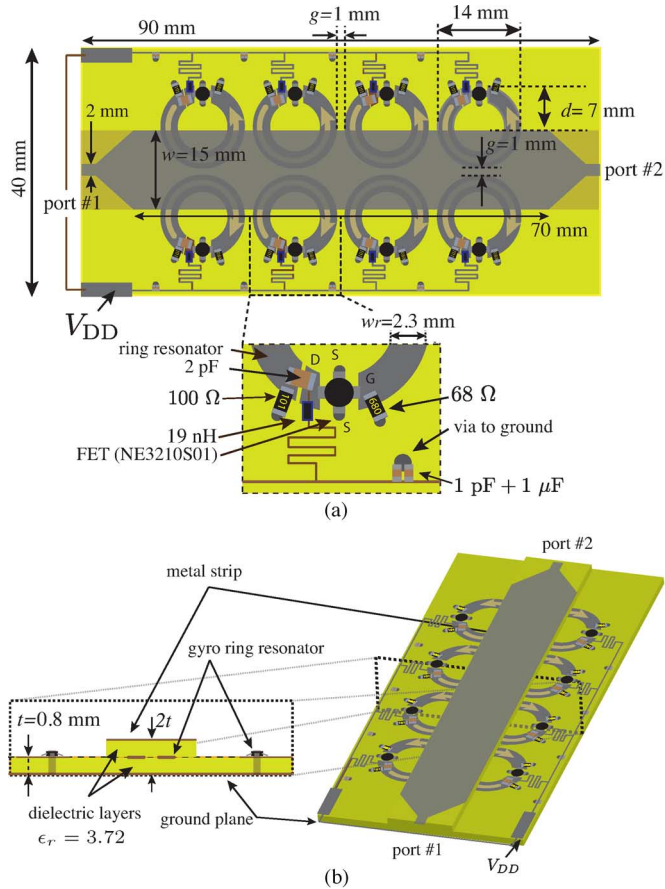 g=1 mm
14 mm
90 mm
2 mm
d= 7 mm
g=1 mm
w=15 mm
40 mm
port #1
port #2
70 mm
V_DD
wr=2.3 mm
ring resonator
2 pF
D
S
G
100 Ω
101
680
68 Ω
19 nH
S
FET (NE3210S01)
via to ground
1 pF + 1 μF
(a)
port #2
metal strip
gyro ring resonator
t=0.8 mm
2t
dielectric layers
ϵ_r = 3.72
ground plane
port #1
V_DD
(b)